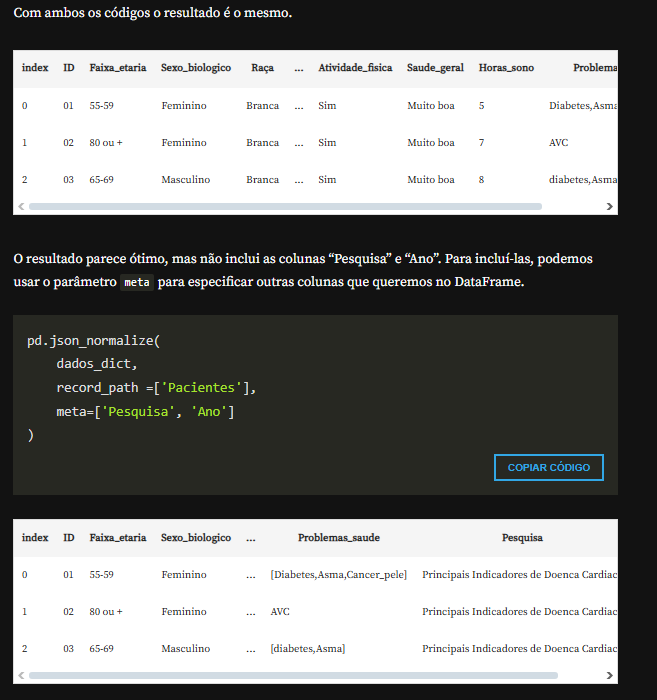 Com ambos os códigos o resultado é o mesmo.
index ID Faixa_etaria Sexo_biologico Raça ... Atividade_fisica Saude_geral Horas_sono Problema
0 01 55-59 Feminino Branca ... Sim Muito boa 5 Diabetes,Asma
1 02 80 ou + Feminino Branca ... Sim Muito boa 7 AVC
2 03 65-69 Masculino Branca ... Sim Muito boa 8 diabetes,Asma
O resultado parece ótimo, mas não inclui as colunas “Pesquisa” e “Ano”. Para incluí-las, podemos
usar o parâmetro meta para especificar outras colunas que queremos no DataFrame.
pd.json_normalize(
    dados_dict,
    record_path =['Pacientes'],
    meta=['Pesquisa', 'Ano']
)
COPIAR CÓDIGO
index ID Faixa_etaria Sexo_biologico ... Problemas_saude Pesquisa
0 01 55-59 Feminino ... [Diabetes,Asma,Cancer_pele] Principais Indicadores de Doenca Cardiac
1 02 80 ou + Feminino ... AVC Principais Indicadores de Doenca Cardiac
2 03 65-69 Masculino ... [diabetes,Asma] Principais Indicadores de Doenca Cardiac